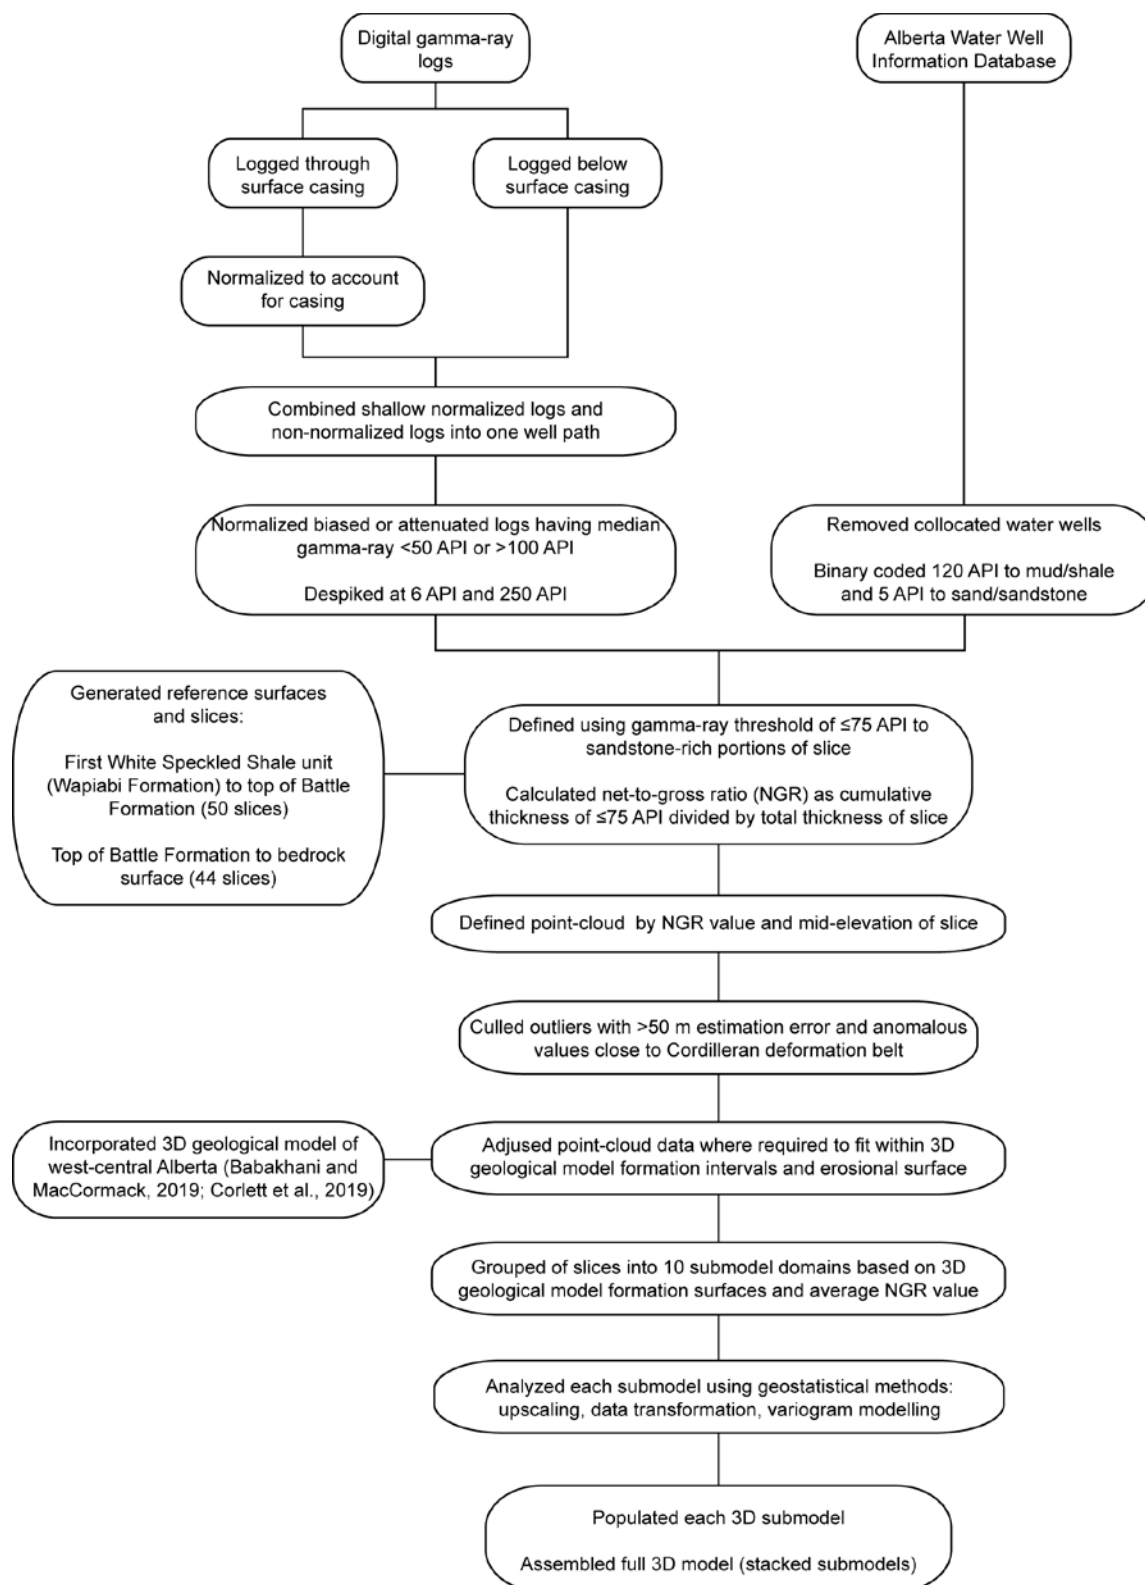 Digital gamma-ray
logs
Alberta Water Well
Information Database
Logged through
surface casing
Logged below
surface casing
Normalized to account
for casing
Combined shallow normalized logs and
non-normalized logs into one well path
Normalized biased or attenuated logs having median
gamma-ray <50 API or >100 API
Despiked at 6 API and 250 API
Removed collocated water wells
Binary coded 120 API to mud/shale
and 5 API to sand/sandstone
Generated reference surfaces
and slices:
First White Speckled Shale unit
(Wapiabi Formation) to top of Battle
Formation (50 slices)
Top of Battle Formation to bedrock
surface (44 slices)
Defined using gamma-ray threshold of ≤75 API to
sandstone-rich portions of slice
Calculated net-to-gross ratio (NGR) as cumulative
thickness of ≤75 API divided by total thickness of slice
Defined point-cloud by NGR value and mid-elevation of slice
Culled outliers with >50 m estimation error and anomalous
values close to Cordilleran deformation belt
Incorporated 3D geological model of
west-central Alberta (Babakhani and
MacCormack, 2019; Corlett et al., 2019)
Adjused point-cloud data where required to fit within 3D
geological model formation intervals and erosional surface
Grouped of slices into 10 submodel domains based on 3D
geological model formation surfaces and average NGR value
Analyzed each submodel using geostatistical methods:
upscaling, data transformation, variogram modelling
Populated each 3D submodel
Assembled full 3D model (stacked submodels)